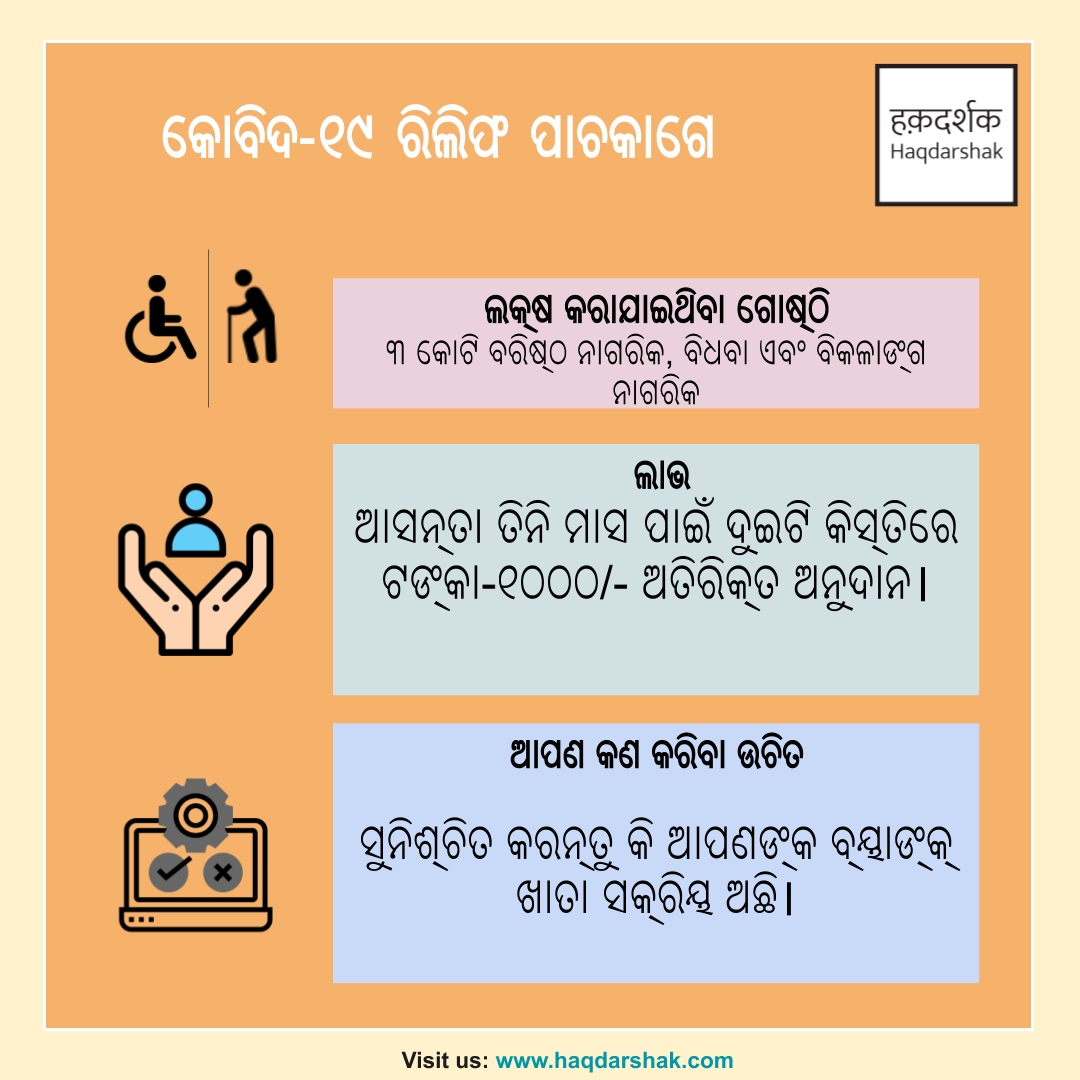 କୋବିଦ-୧୯ ରିଲିଫ ପାଚକାଗେ
हक़दर्शक
Haqdarshak
ଲକ୍‌ଷ କରାଯାଇଥିବା ଗୋଷ୍‌ଠି
୩ କୋଟି ବରିଷ୍‌ଠ ନାଗରିକ, ବିଧବା ଏବଂ ବିକଳାଙ୍‌ଗ
ନାଗରିକ
ଲାଭ
ଆସନ୍‌ତା ତିନି ମାସ ପାଇଁ ଦୁଇଟି କିସ୍‌ତିରେ
ଟଙ୍‌କା-୧୦୦୦/- ଅତିରିକ୍‌ତ ଅନୁଦାନ।
ଆପଣ କଣ କରିବା ଉଚିତ
ସୁନିଶ୍‌ଚିତ କରନ୍‌ତୁ କି ଆପଣଙ୍‌କ ବ୍‌ୟାଙ୍‌କ୍
ଖାତା ସକ୍‌ରିୟ ଅଛି।
Visit us: www.haqdarshak.com